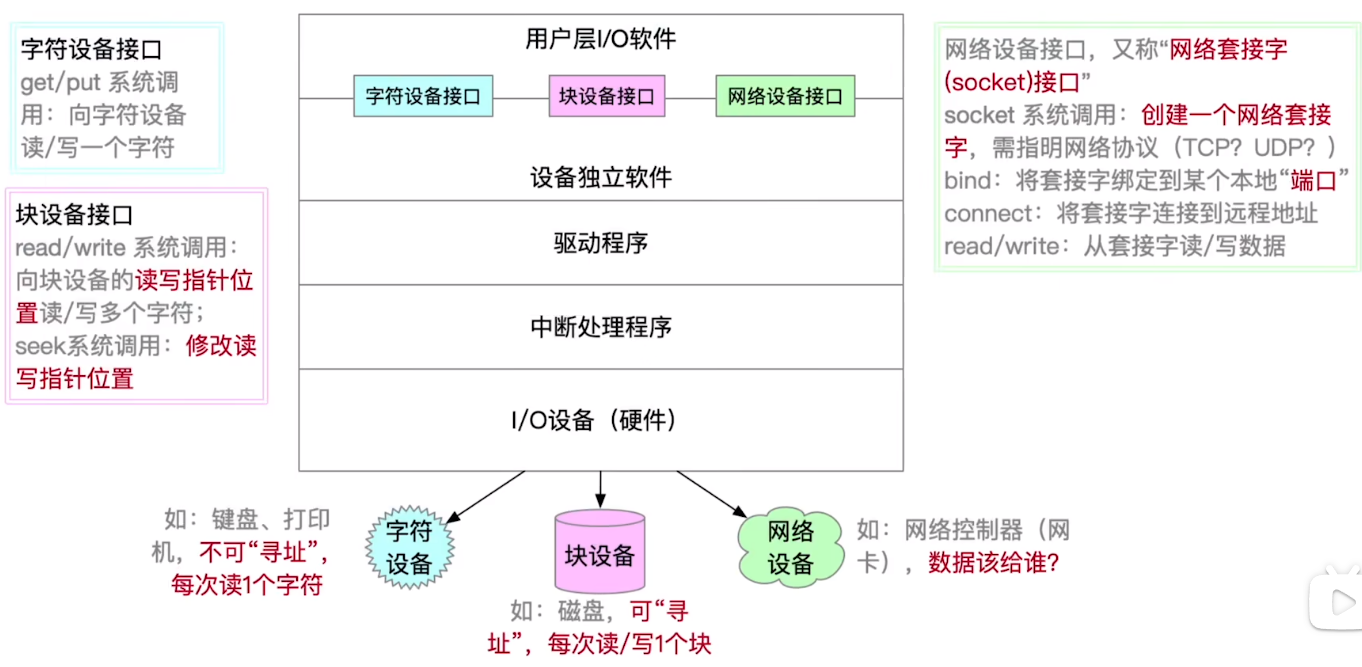 字符设备接口
get/put 系统调
用：向字符设备
读/写一个字符
块设备接口
read/write 系统调用：
向块设备的读写指针位
置读/写多个字符；
seek系统调用：修改读
写指针位置
用户层I/O软件
字符设备接口
块设备接口
网络设备接口
设备独立软件
驱动程序
中断处理程序
I/O设备（硬件）
网络设备接口，又称“网络套接字
(socket)接口”
socket 系统调用：创建一个网络套接
字，需指明网络协议（TCP？UDP？）
bind：将套接字绑定到某个本地“端口”
connect：将套接字连接到远程地址
read/write：从套接字读/写数据
如：键盘、打印
机，不可“寻址”，
每次读1个字符
字符
设备
块设备
如：磁盘，可“寻
址”，每次读/写1个块
网络
设备
如：网络控制器（网
卡），数据该给谁？